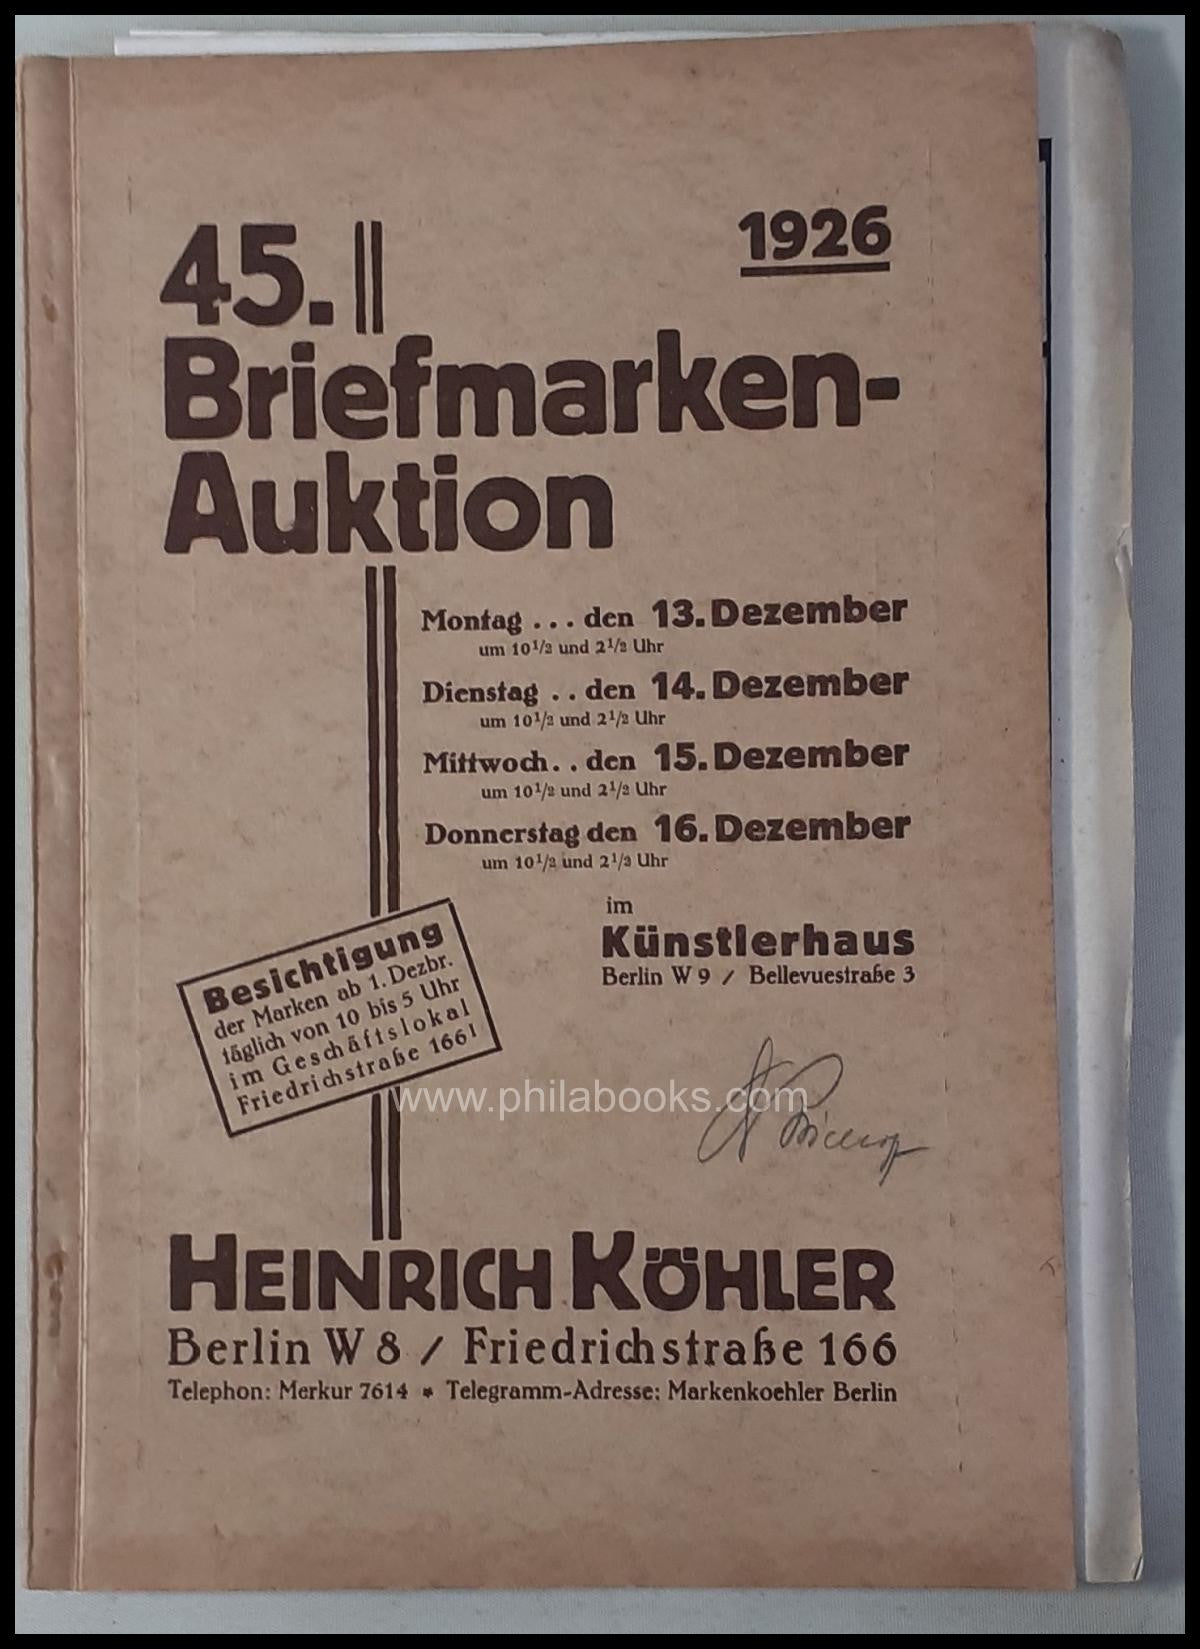 1926
45.
Briefmarken-
Auktion
Montag ... den 13. Dezember
um 10½ und 2½ Uhr
Dienstag .. den 14. Dezember
um 10½ und 2½ Uhr
Mittwoch. . den 15. Dezember
um 10½ und 2½ Uhr
Donnerstag den 16. Dezember
um 10½ und 2½ Uhr
im
Künstlerhaus
Berlin W 9 / Bellevuestraße 3
Besichtigung
der Marken ab 1. Dezbr.
täglich von 10 bis 5 Uhr
im Geschäftslokal
Friedrichstraße 166 I
www.philabooks.com
HEINRICH KÖHLER
Berlin W 8 / Friedrichstraße 166
Telephon: Merkur 7614 * Telegramm-Adresse: Markenkoehler Berlin